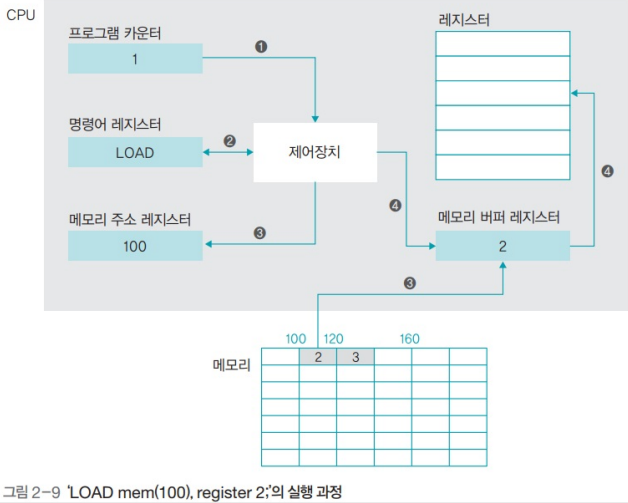 CPU
프로그램 카운터
1
❶
레지스터
명령어 레지스터
LOAD
❷
제어장치
❹
❹
메모리 주소 레지스터
100
❸
메모리 버퍼 레지스터
2
❸
100 120 160
메모리
2 3
그림 2-9 'LOAD mem(100), register 2;'의 실행 과정